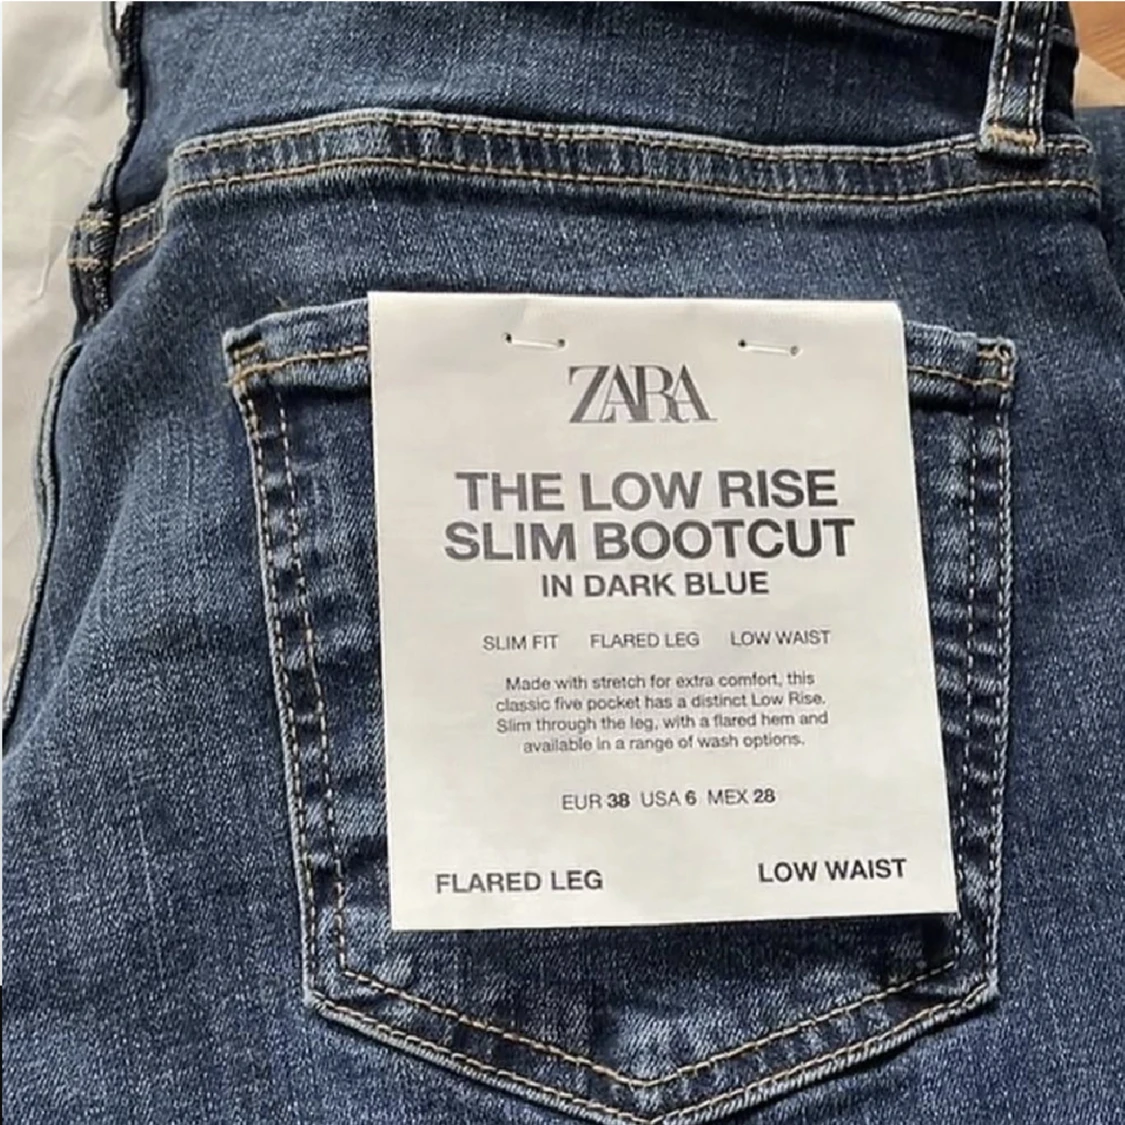 ZARA
THE LOW RISE
SLIM BOOTCUT
IN DARK BLUE
SLIM FIT FLARED LEG LOW WAIST
Made with stretch for extra comfort, this
classic five pocket has a distinct Low Rise.
Slim through the leg, with a flared hem and
available in a range of wash options.
EUR 38 USA 6 MEX 28
FLARED LEG LOW WAIST